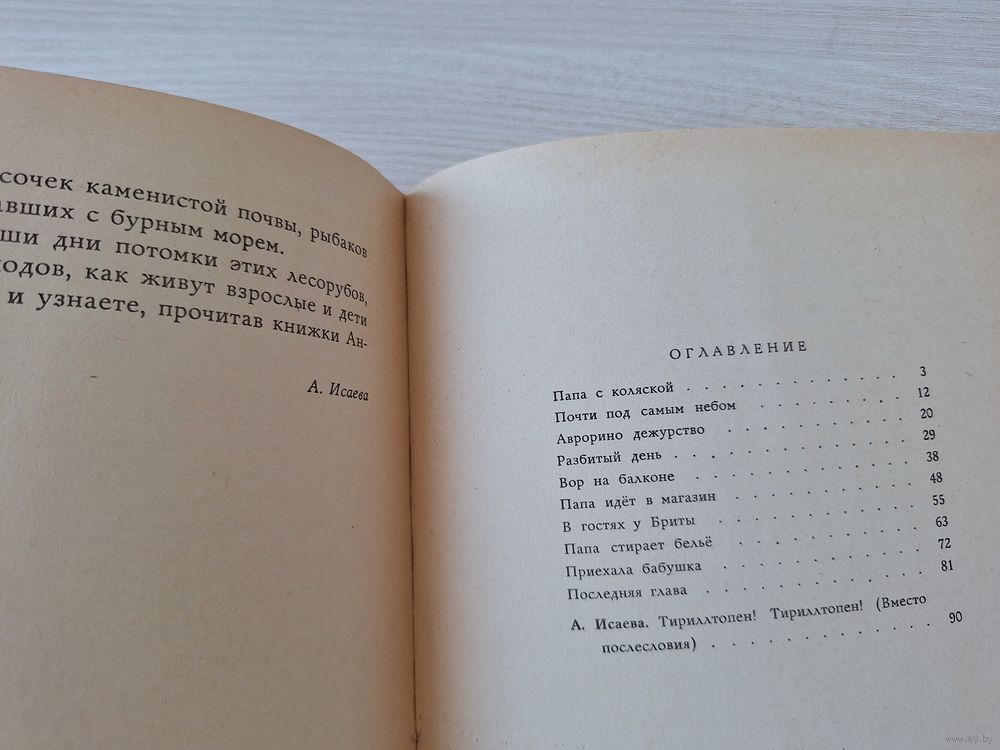 сочек каменистой почвы, рыбаков
авших с бурным морем.
ши дни потомки этих лесорубов,
одов, как живут взрослые и дети
и узнаете, прочитав книжки Ан-
А. Исаева
ОГЛАВЛЕНИЕ
Папа с коляской . . . . . . . . . . . . 3
Почти под самым небом . . . . . . . . . 12
Аврорино дежурство . . . . . . . . . . 20
Разбитый день . . . . . . . . . . . . 29
Вор на балконе . . . . . . . . . . . 38
Папа идёт в магазин . . . . . . . . . . 48
В гостях у Бриты . . . . . . . . . . 55
Папа стирает бельё . . . . . . . . . . 63
Приехала бабушка . . . . . . . . . . 72
Последняя глава . . . . . . . . . . . 81
А. Исаева. Тириллтопен! Тириллтопен! (Вместо
послесловия) . . . . . . . . . . . 90
www.ay.by